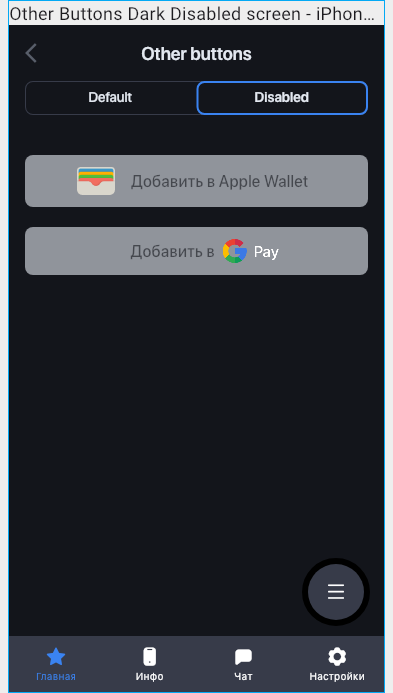 Other Buttons Dark Disabled screen - iPhon...
Other buttons
Default Disabled
Добавить в Apple Wallet
Добавить в G Pay
Главная Инфо Чат Настройки